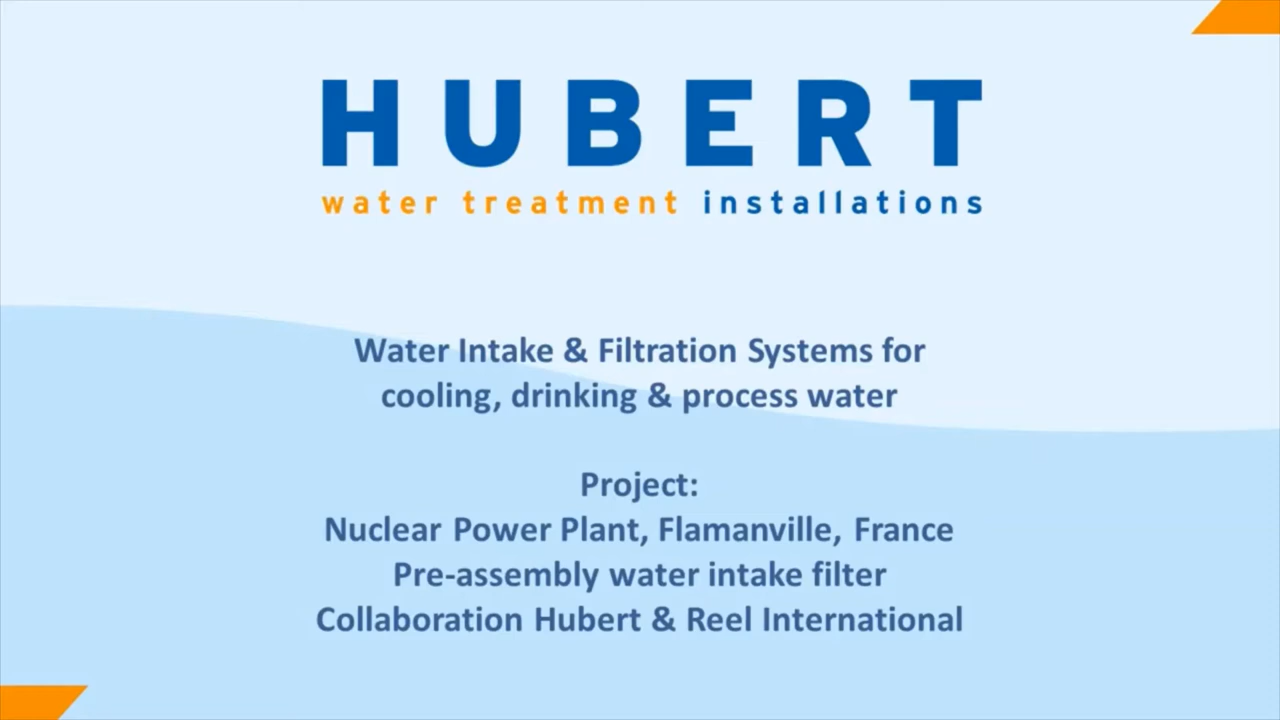 HUBERT
water treatment installations
Water Intake & Filtration Systems for
cooling, drinking & process water
Project:
Nuclear Power Plant, Flamanville, France
Pre-assembly water intake filter
Collaboration Hubert & Reel International